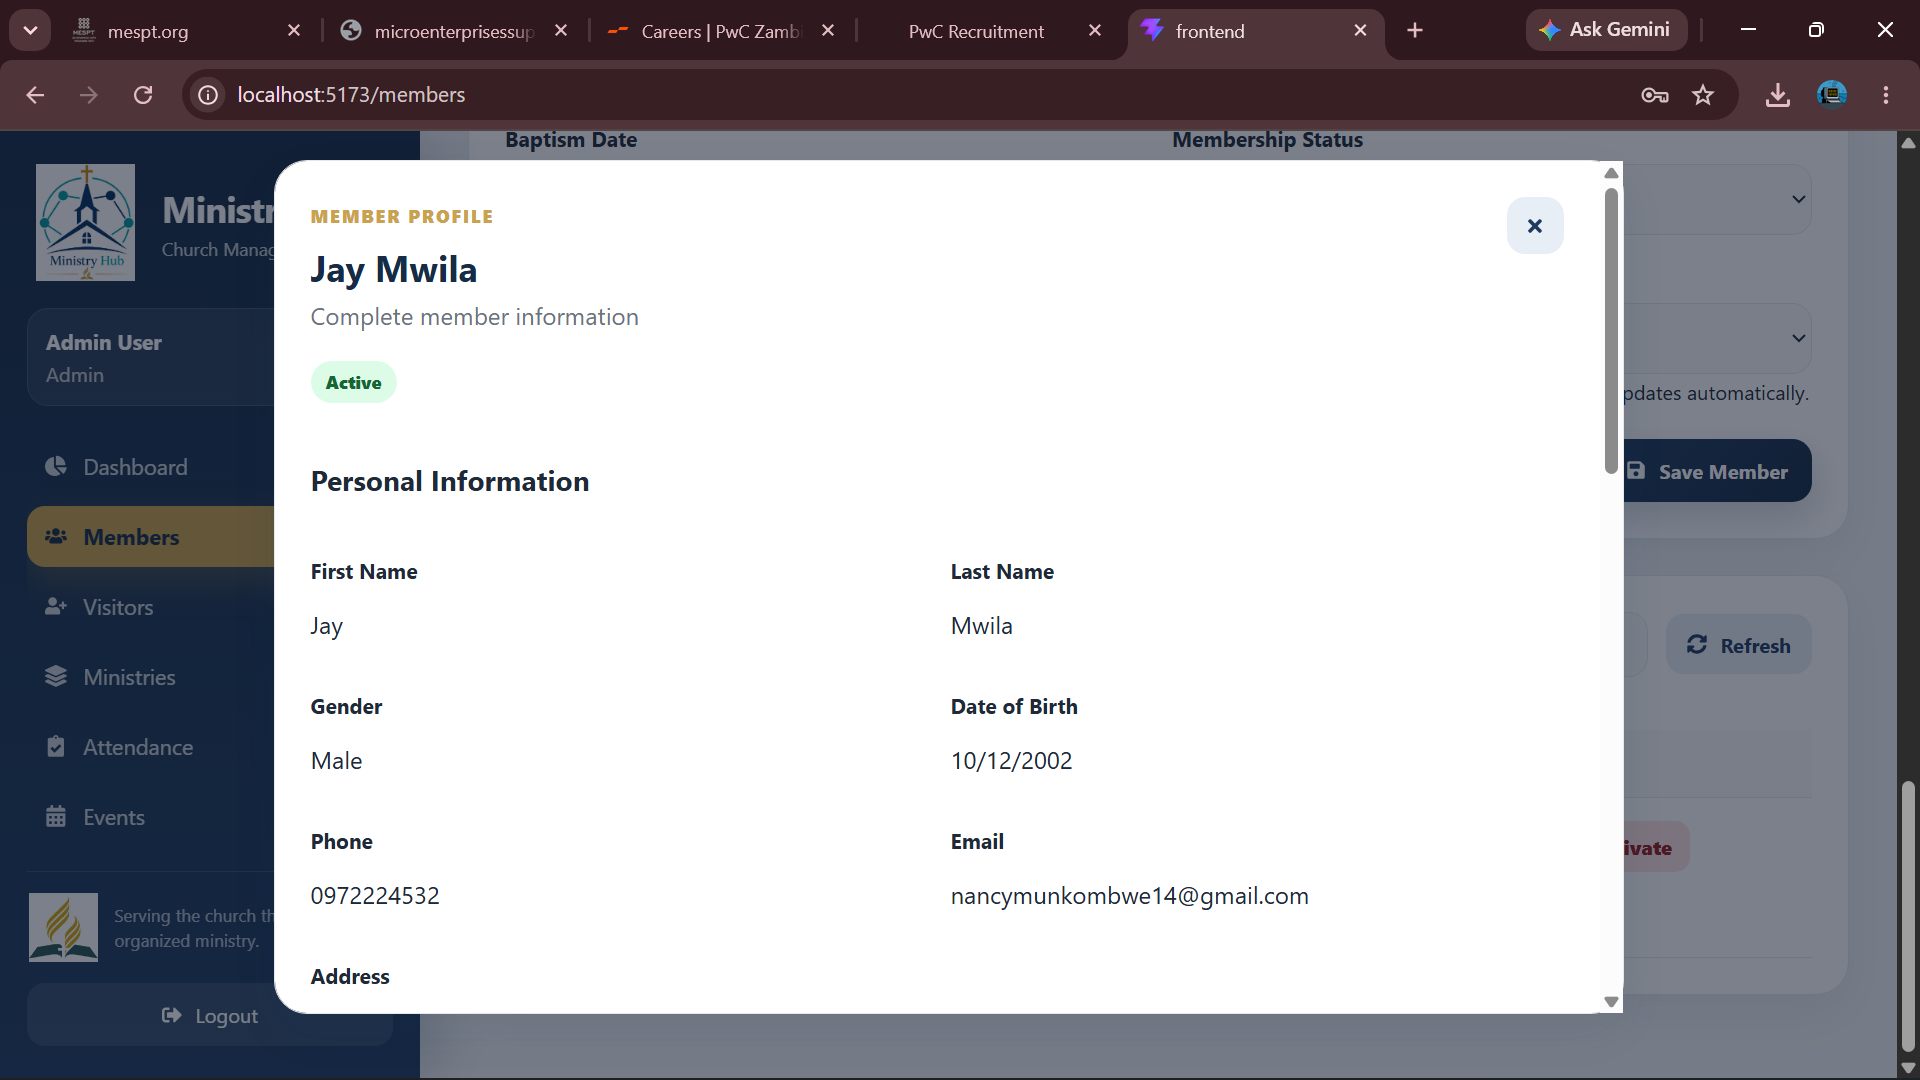 mespt.org
microenterprisessup
Careers | PwC Zambi
PwC Recruitment
frontend
Ask Gemini
localhost:5173/members
Baptism Date
Membership Status
Ministry Hub
Ministr
Church Manag
Admin User
Admin
Dashboard
Members
Visitors
Ministries
Attendance
Events
Serving the church th
organized ministry.
Logout
MEMBER PROFILE
Jay Mwila
Complete member information
Active
Personal Information
First Name
Last Name
Jay
Mwila
Gender
Date of Birth
Male
10/12/2002
Phone
Email
0972224532
nancymunkombwe14@gmail.com
Address
pdates automatically.
Save Member
Refresh
ivate